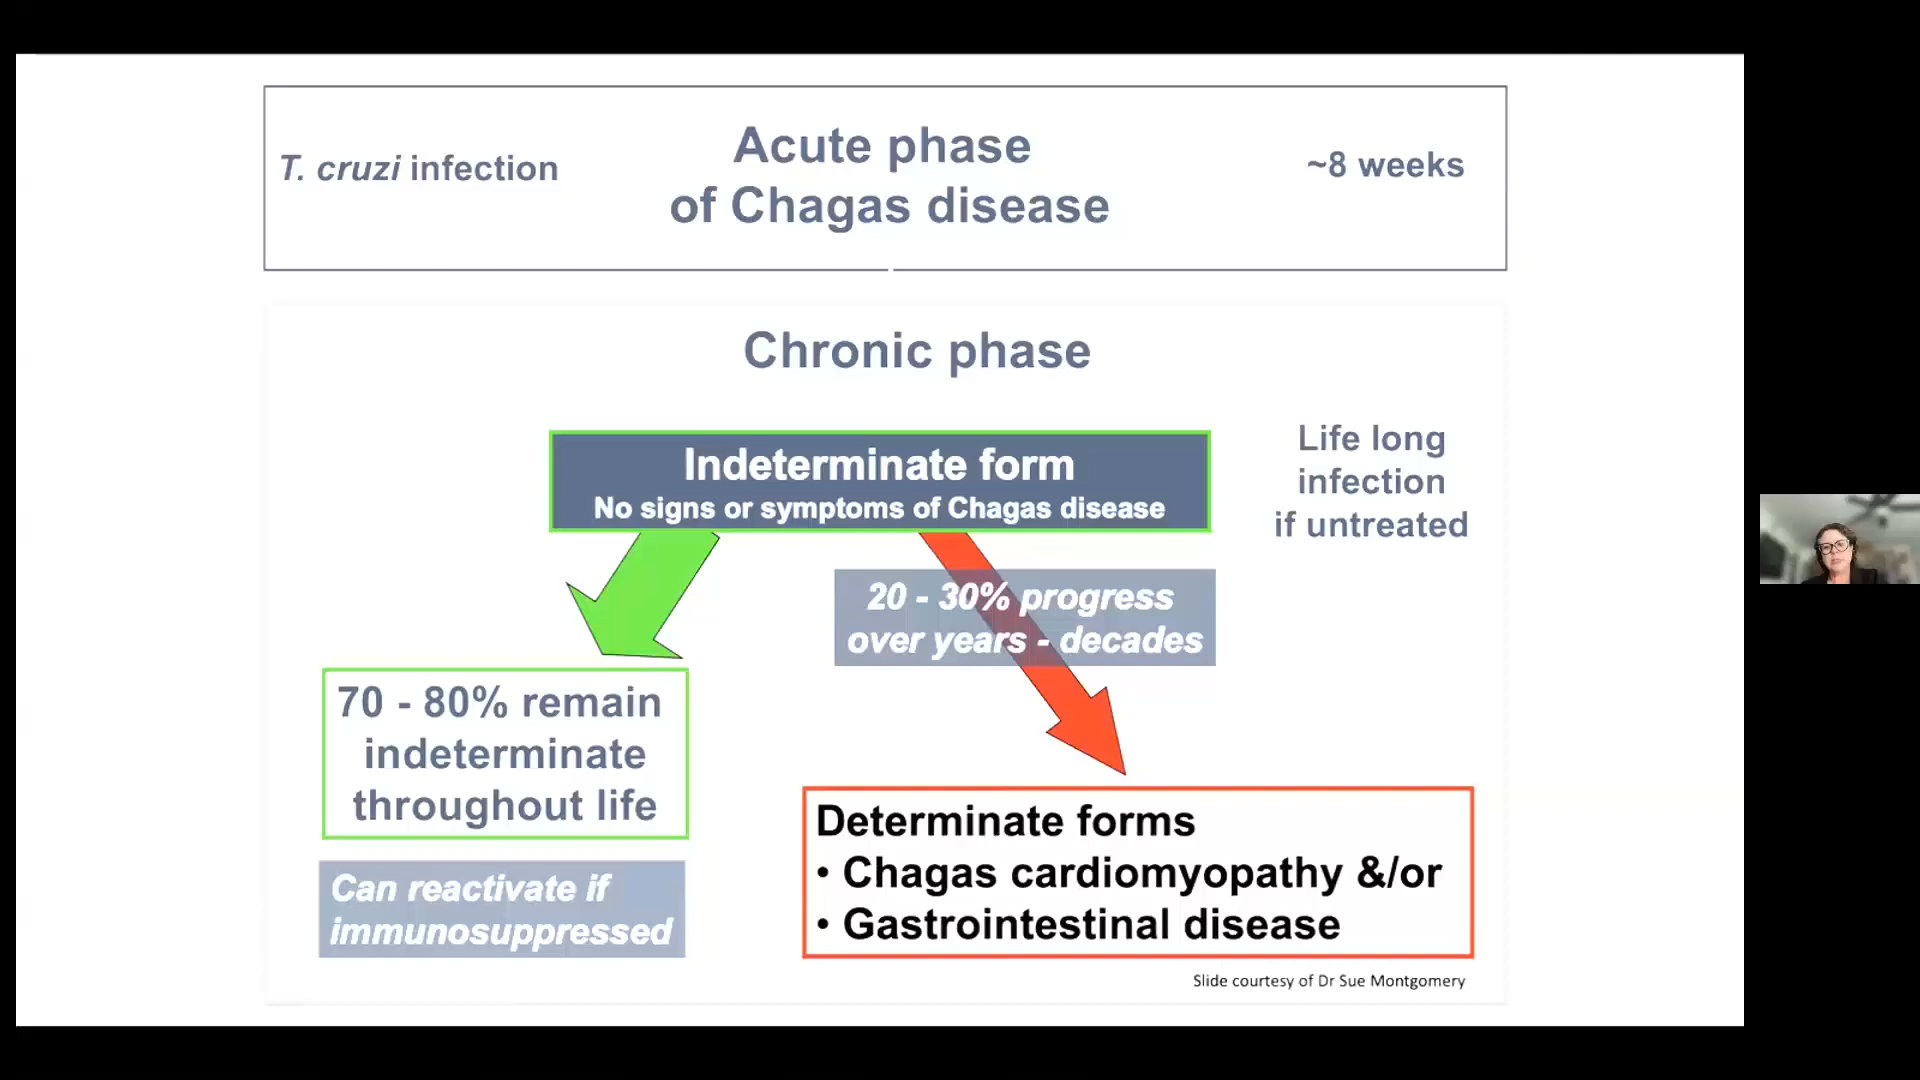 T. cruzi infection
Acute phase
of Chagas disease
~8 weeks
Chronic phase
Indeterminate form
No signs or symptoms of Chagas disease
Life long
infection
if untreated
20 - 30% progress
over years - decades
70 - 80% remain
indeterminate
throughout life
Can reactivate if
immunosuppressed
Determinate forms
• Chagas cardiomyopathy &/or
• Gastrointestinal disease
Slide courtesy of Dr Sue Montgomery